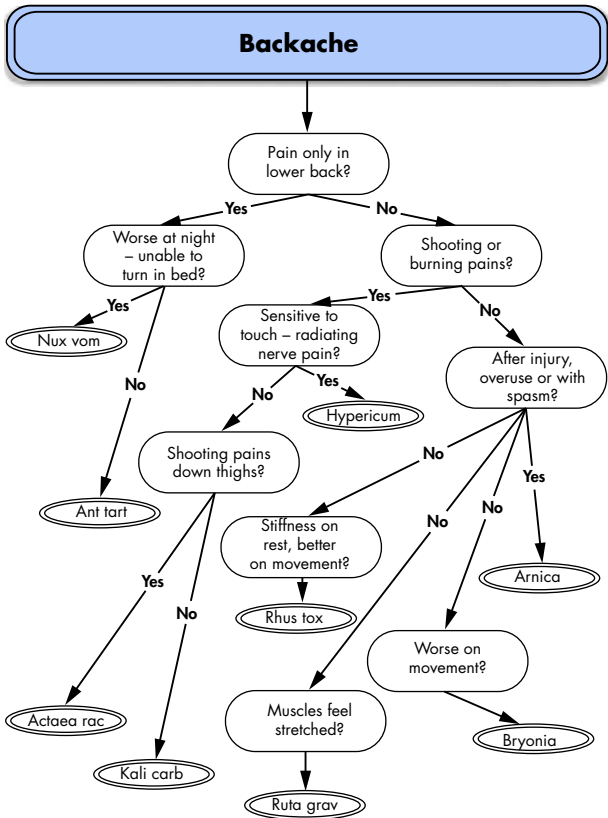 Backache
Pain only in
lower back?
Yes
No
Worse at night
– unable to
turn in bed?
Shooting or
burning pains?
Yes
Nux vom
No
Ant tart
Yes
No
Sensitive to
touch – radiating
nerve pain?
After injury,
overuse or with
spasm?
Yes
Hypericum
No
Shooting pains
down thighs?
Yes
No
Actaea rac
Kali carb
No
No
No
Yes
Stiffness on
rest, better
on movement?
Rhus tox
Arnica
Worse on
movement?
Bryonia
Muscles feel
stretched?
Ruta grav